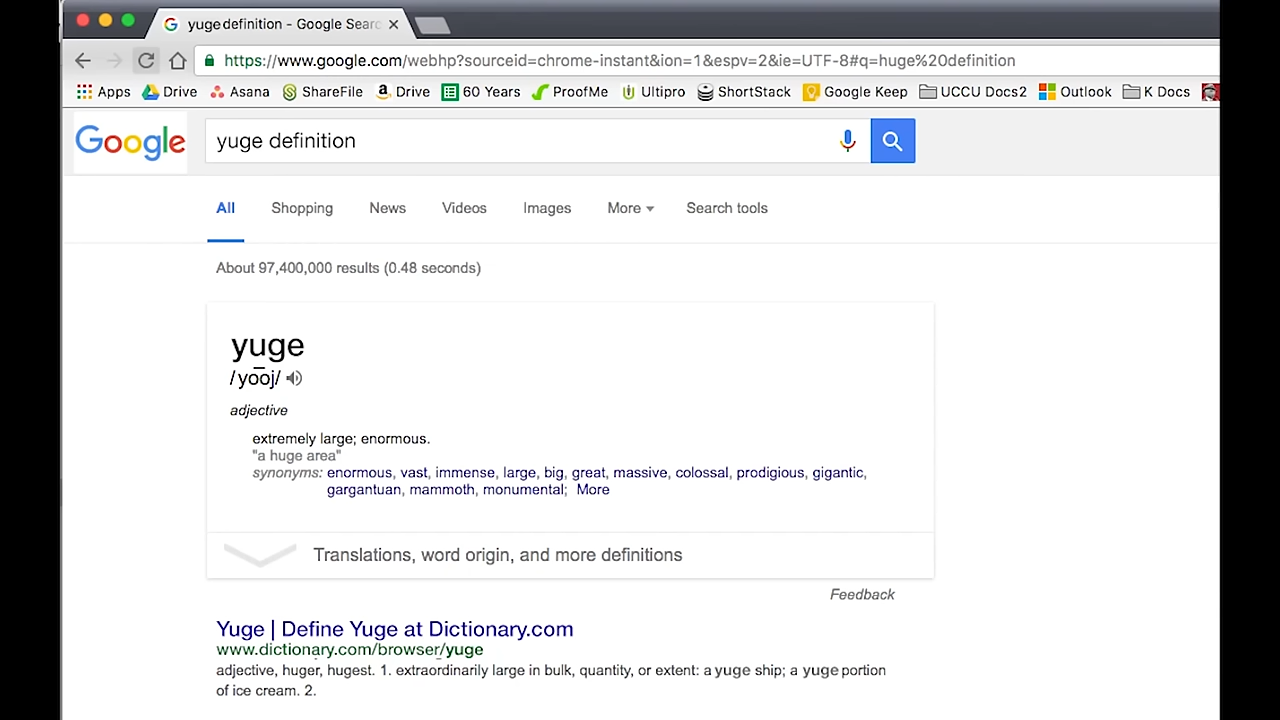 yuge definition - Google Searc
https://www.google.com/webhp?sourceid=chrome-instant&ion=1&espv=2&ie=UTF-8#q=huge%20definition
Apps Drive Asana ShareFile Drive 60 Years ProofMe Ultipro ShortStack Google Keep UCCU Docs2 Outlook K Docs
Google yuge definition
All Shopping News Videos Images More Search tools
About 97,400,000 results (0.48 seconds)
yuge
/yo͞oj/
adjective
extremely large; enormous.
"a huge area"
synonyms: enormous, vast, immense, large, big, great, massive, colossal, prodigious, gigantic,
gargantuan, mammoth, monumental; More
Translations, word origin, and more definitions
Feedback
Yuge | Define Yuge at Dictionary.com
www.dictionary.com/browser/yuge
adjective, huger, hugest. 1. extraordinarily large in bulk, quantity, or extent: a yuge ship; a yuge portion
of ice cream. 2.